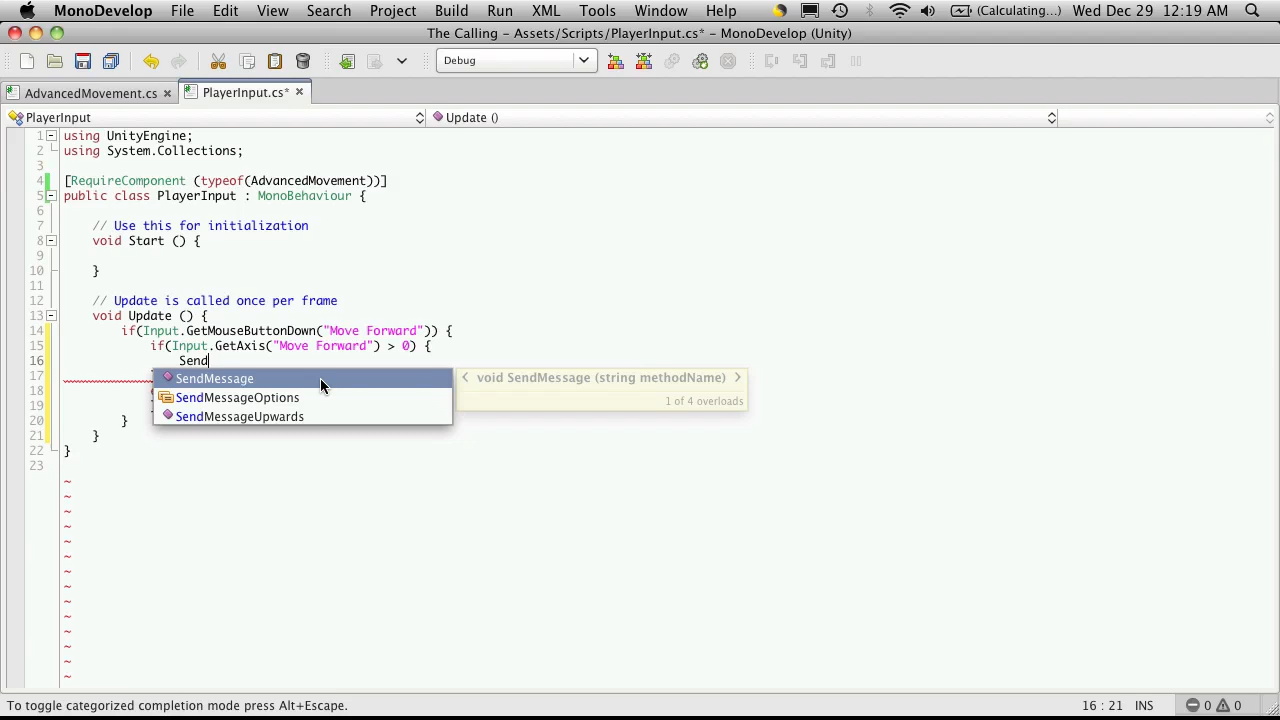 MonoDevelop File Edit View Search Project Build Run XML Tools Window Help (Calculating...) Wed Dec 29 12:19 AM
The Calling – Assets/Scripts/PlayerInput.cs* – MonoDevelop (Unity)
Debug
AdvancedMovement.cs × PlayerInput.cs* ×
PlayerInput Update ()
1 using UnityEngine;
2 using System.Collections;
3
4 [RequireComponent (typeof(AdvancedMovement))]
5 public class PlayerInput : MonoBehaviour {
6
7 // Use this for initialization
8 void Start () {
9
10 }
11
12 // Update is called once per frame
13 void Update () {
14 if(Input.GetMouseButtonDown("Move Forward")) {
15 if(Input.GetAxis("Move Forward") > 0) {
16 Send
17
SendMessage
void SendMessage (string methodName)
18
SendMessageOptions
1 of 4 overloads
19
SendMessageUpwards
20 }
21 }
22 }
23
~
~
~
~
~
~
~
~
~
~
~
~
~
~
To toggle categorized completion mode press Alt+Escape. 16 : 21 INS 0 0